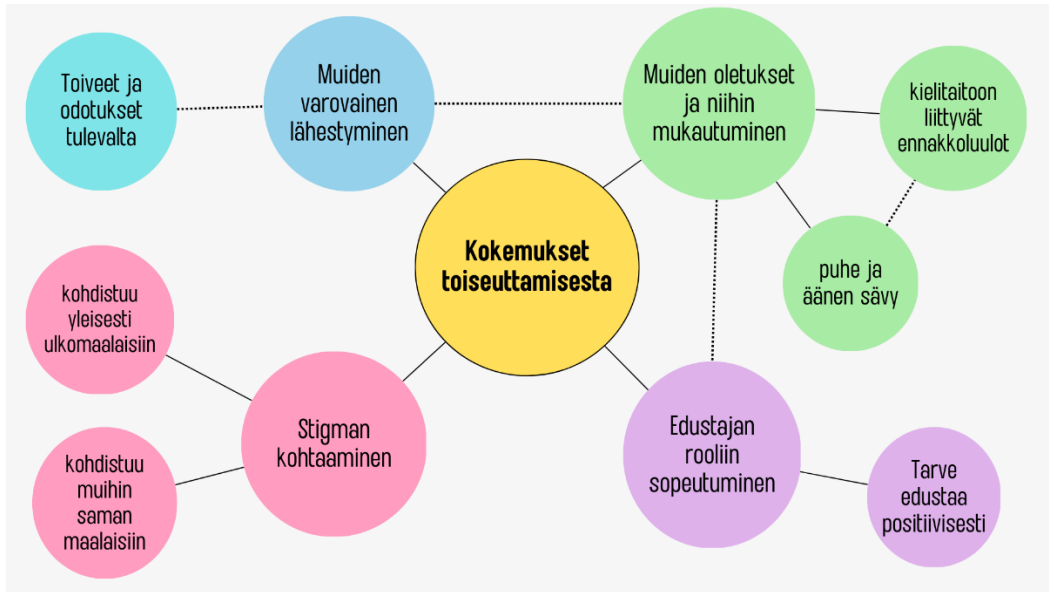 Toiveet ja
odotukset
tulevalta
Muiden
varovainen
lähestyminen
Muiden oletukset
ja niihin
mukautuminen
kielitaitoon
liittyvät
ennakkoluulot
Kokemukset
toiseuttamisesta
puhe ja
äänen sävy
kohdistuu
yleisesti
ulkomaalaisiin
Stigman
kohtaaminen
Edustajan
rooliin
sopeutuminen
kohdistuu
muihin
saman
maalaisiin
Tarve
edustaa
positiivisesti